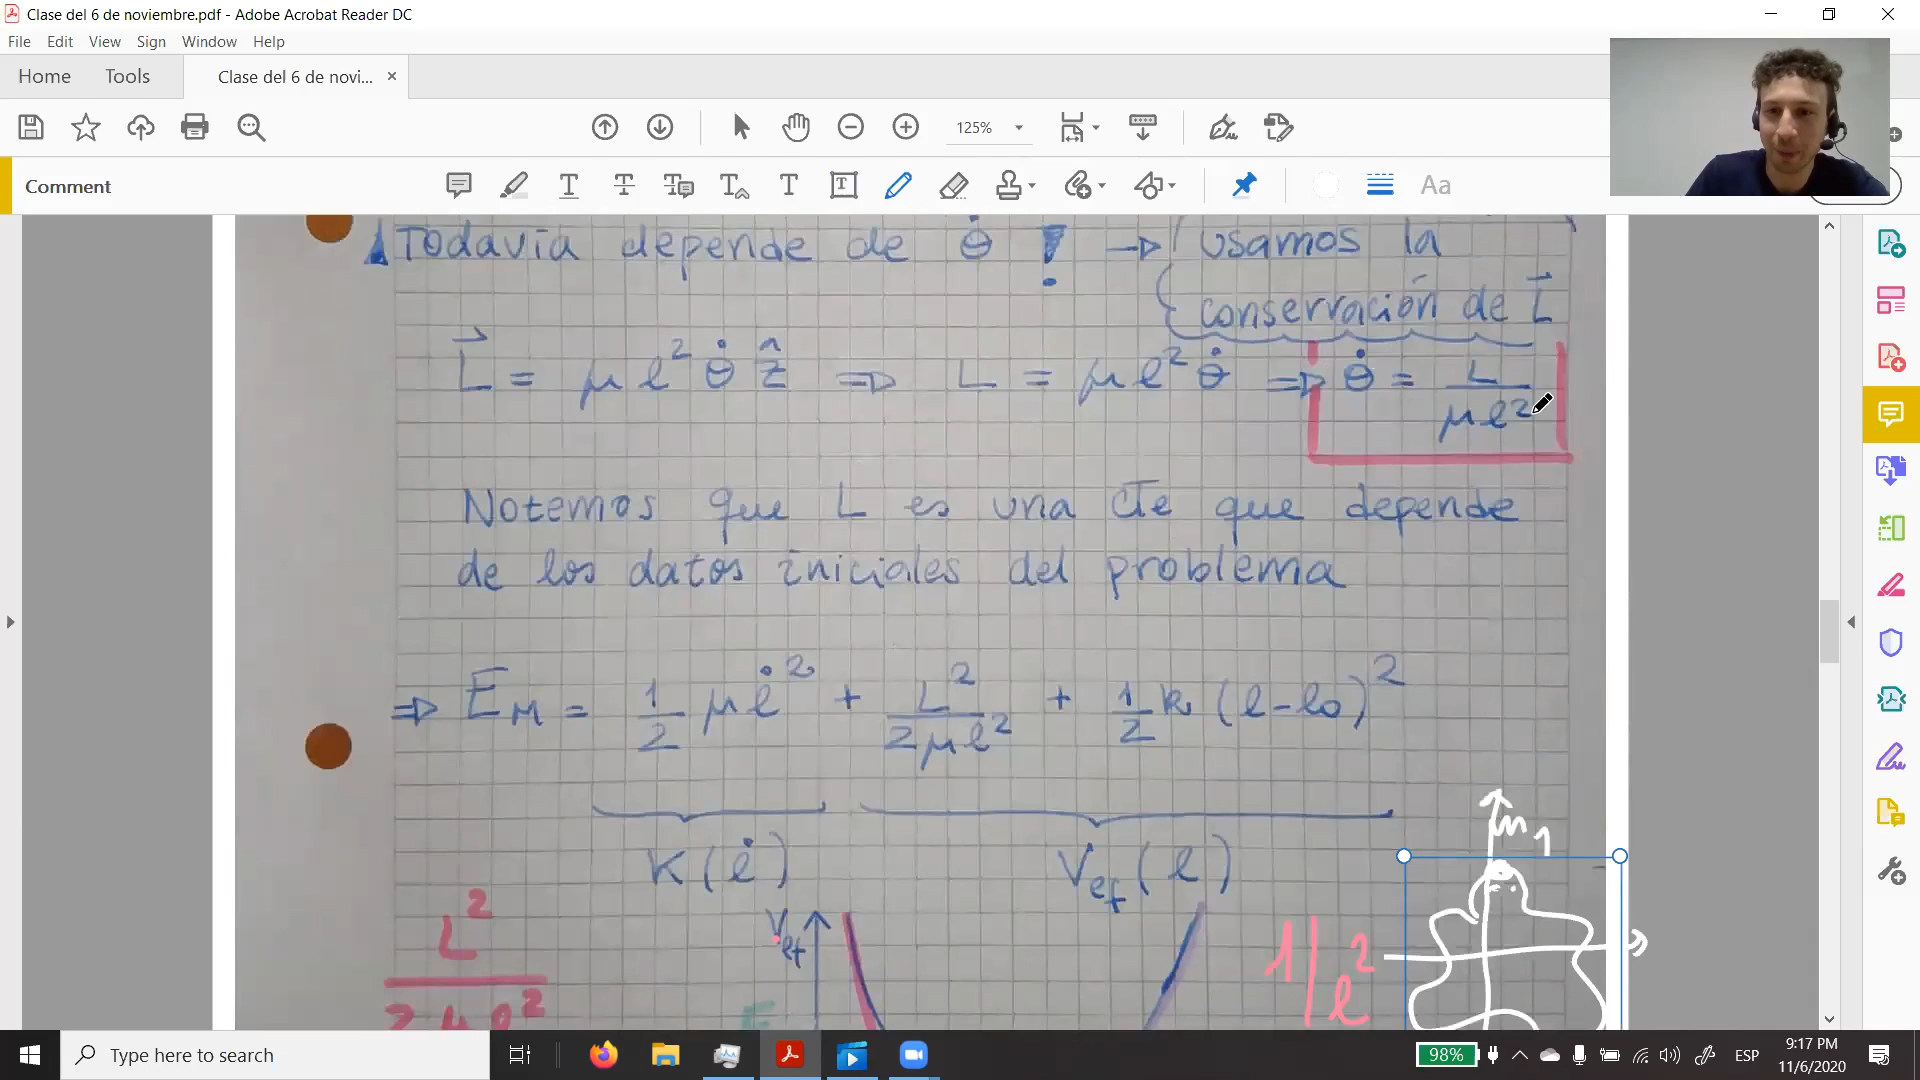 Clase del 6 de noviembre.pdf - Adobe Acrobat Reader DC
File Edit View Sign Window Help
Home Tools Clase del 6 de novi... ×
125%
Comment
Aa
Todavía depende de θ̇ ! → usamos la
conservación de L⃗
L⃗ = μ l² θ̇ ẑ ⇒ L = μ l² θ̇ ⇒ θ̇ = L / μl²
Notemos que L es una cte que depende
de los datos iniciales del problema
⇒ E_M = 1/2 μ l̇² + L² / 2μl² + 1/2 k (l - l₀)²
K(l̇) V_ef(l)
m₁
L² / 2μl² V_ef 1/l²
E
Type here to search
98% ESP 9:17 PM
11/6/2020